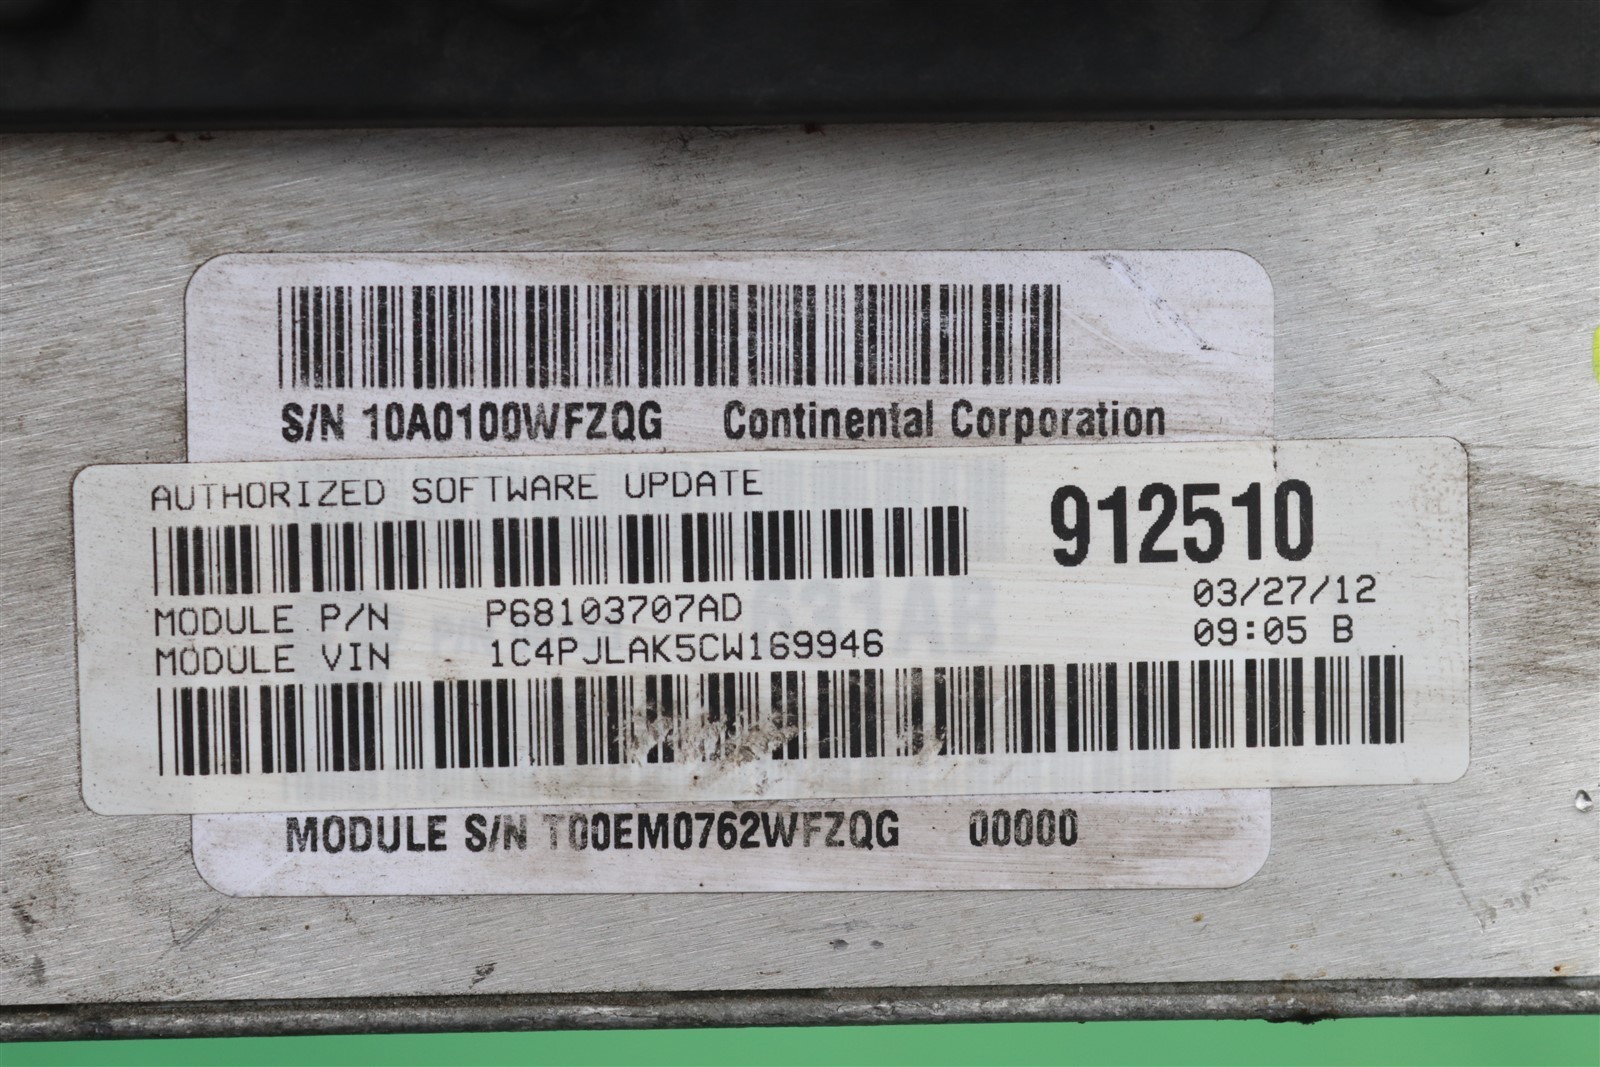 S/N 10A0100WFZQG Continental Corporation
AUTHORIZED SOFTWARE UPDATE
912510
MODULE P/N P68103707AD
03/27/12
MODULE VIN 1C4PJLAK5CW169946
09:05 B
MODULE S/N T00EM0762WFZQG 00000